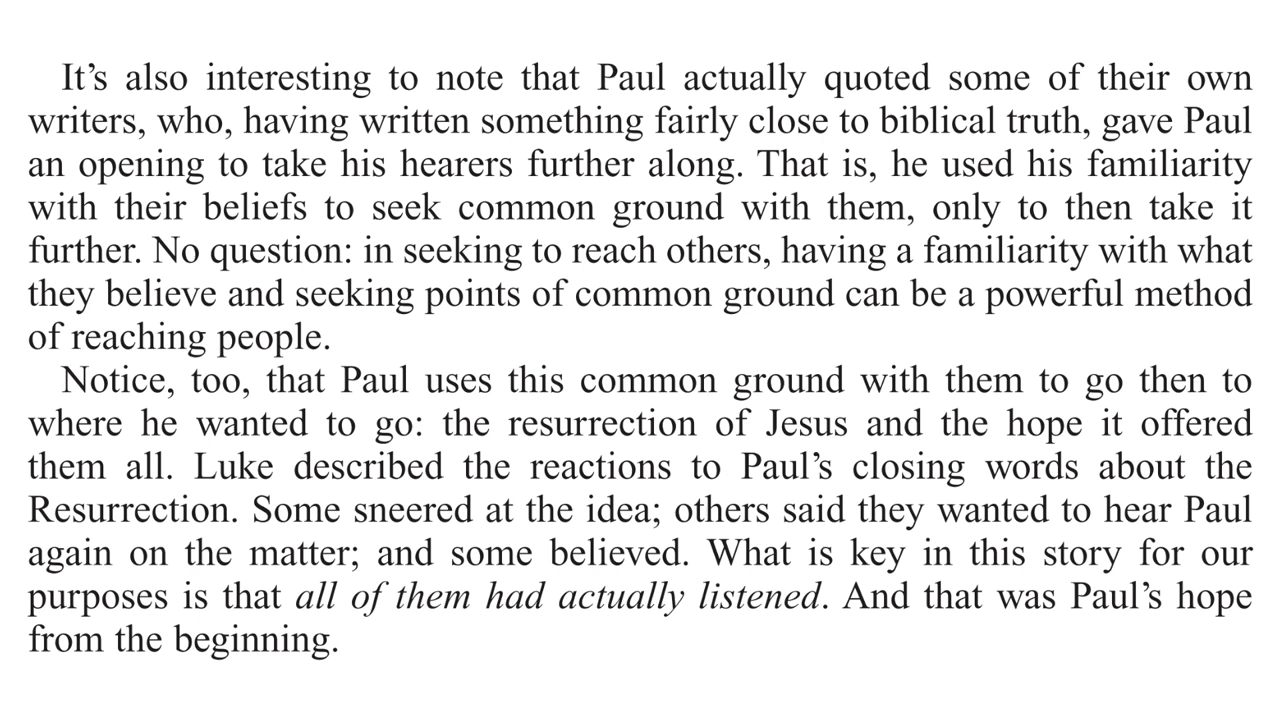 It’s also interesting to note that Paul actually quoted some of their own
writers, who, having written something fairly close to biblical truth, gave Paul
an opening to take his hearers further along. That is, he used his familiarity
with their beliefs to seek common ground with them, only to then take it
further. No question: in seeking to reach others, having a familiarity with what
they believe and seeking points of common ground can be a powerful method
of reaching people.
Notice, too, that Paul uses this common ground with them to go then to
where he wanted to go: the resurrection of Jesus and the hope it offered
them all. Luke described the reactions to Paul’s closing words about the
Resurrection. Some sneered at the idea; others said they wanted to hear Paul
again on the matter; and some believed. What is key in this story for our
purposes is that all of them had actually listened. And that was Paul’s hope
from the beginning.